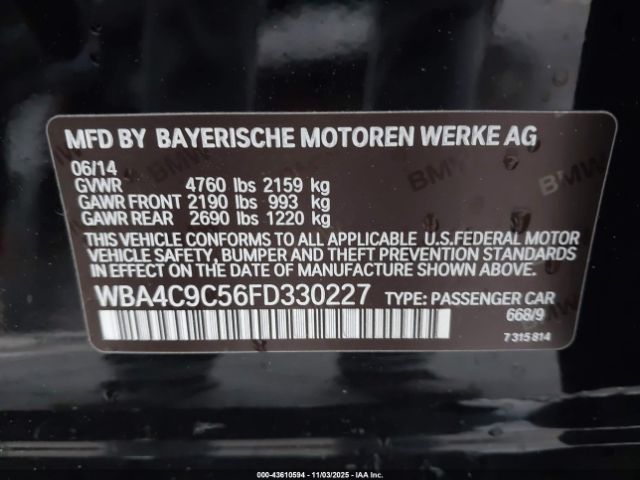 MFD BY BAYERISCHE MOTOREN WERKE AG
06/14
GVWR 4760 lbs 2159 kg
GAWR FRONT 2190 lbs 993 kg
GAWR REAR 2690 lbs 1220 kg
THIS VEHICLE CONFORMS TO ALL APPLICABLE U.S.FEDERAL MOTOR
VEHICLE SAFETY, BUMPER AND THEFT PREVENTION STANDARDS
IN EFFECT ON THE DATE OF MANUFACTURE SHOWN ABOVE.
WBA4C9C56FD330227 TYPE: PASSENGER CAR
668/9
7 315 814
000-43610594 - 11/03/2025 - IAA Inc.